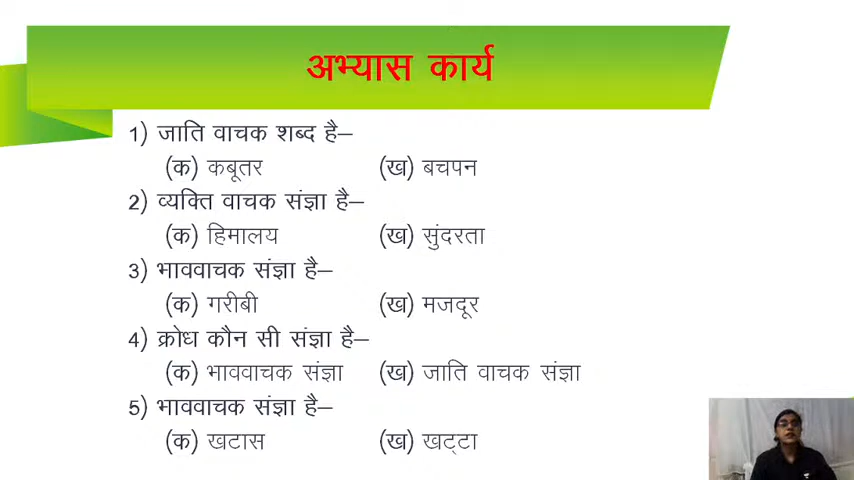 अभ्यास कार्य
1) जाति वाचक शब्द है–
(क) कबूतर (ख) बचपन
2) व्यक्ति वाचक संज्ञा है–
(क) हिमालय (ख) सुंदरता
3) भाववाचक संज्ञा है–
(क) गरीबी (ख) मजदूर
4) क्रोध कौन सी संज्ञा है–
(क) भाववाचक संज्ञा (ख) जाति वाचक संज्ञा
5) भाववाचक संज्ञा है–
(क) खटास (ख) खट्‌टा